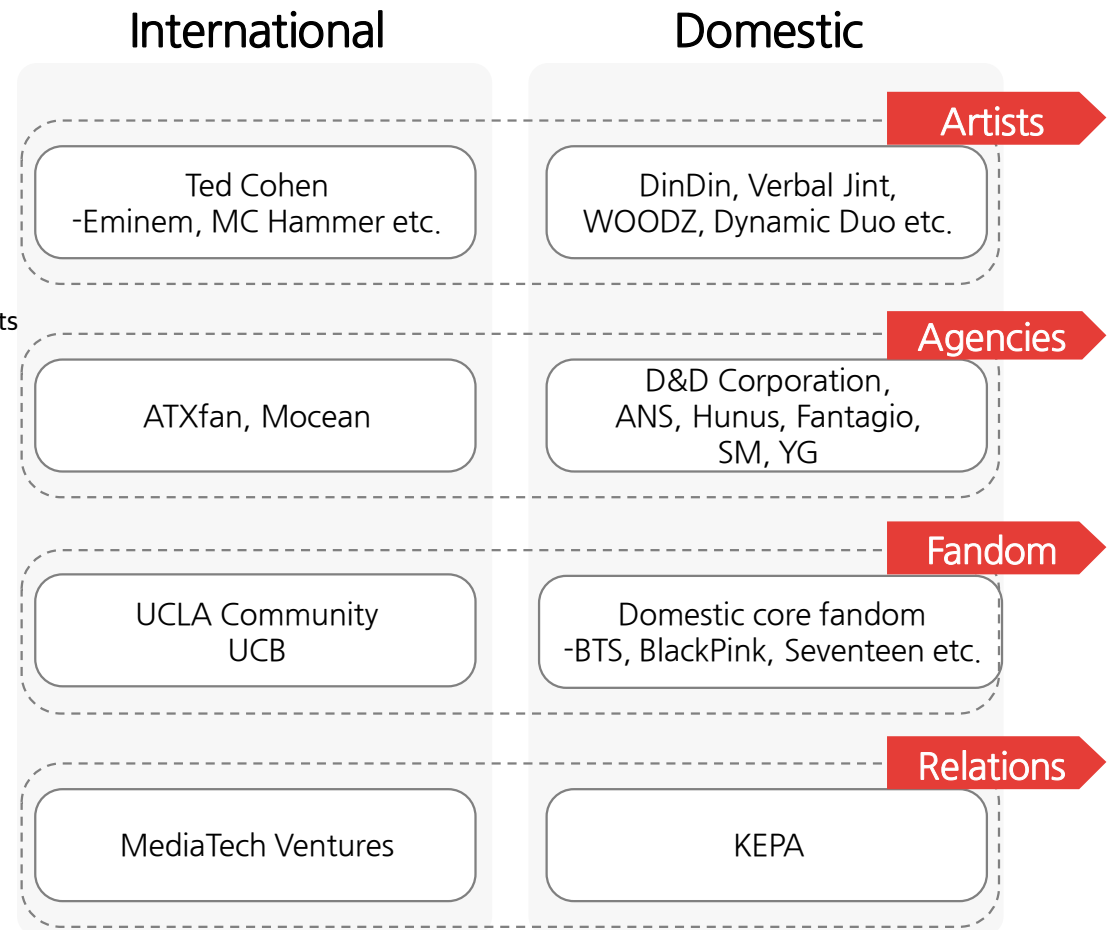 International
Domestic
Artists
Ted Cohen
-Eminem, MC Hammer etc.
DinDin, Verbal Jint,
WOODZ, Dynamic Duo etc.
ts
Agencies
ATXfan, Mocean
D&D Corporation,
ANS, Hunus, Fantagio,
SM, YG
Fandom
UCLA Community
UCB
Domestic core fandom
-BTS, BlackPink, Seventeen etc.
Relations
MediaTech Ventures
KEPA